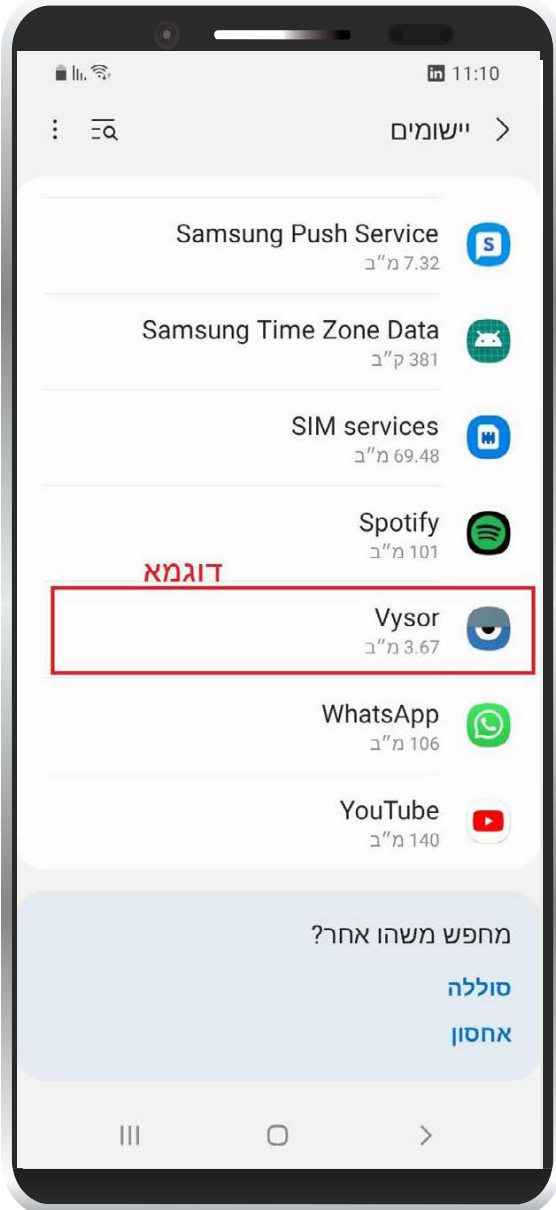 11:10
יישומים
Samsung Push Service
7.32 מ״ב
Samsung Time Zone Data
381 ק״ב
SIM services
69.48 מ״ב
Spotify
101 מ״ב
דוגמא
Vysor
3.67 מ״ב
WhatsApp
106 מ״ב
YouTube
140 מ״ב
מחפש משהו אחר?
סוללה
אחסון